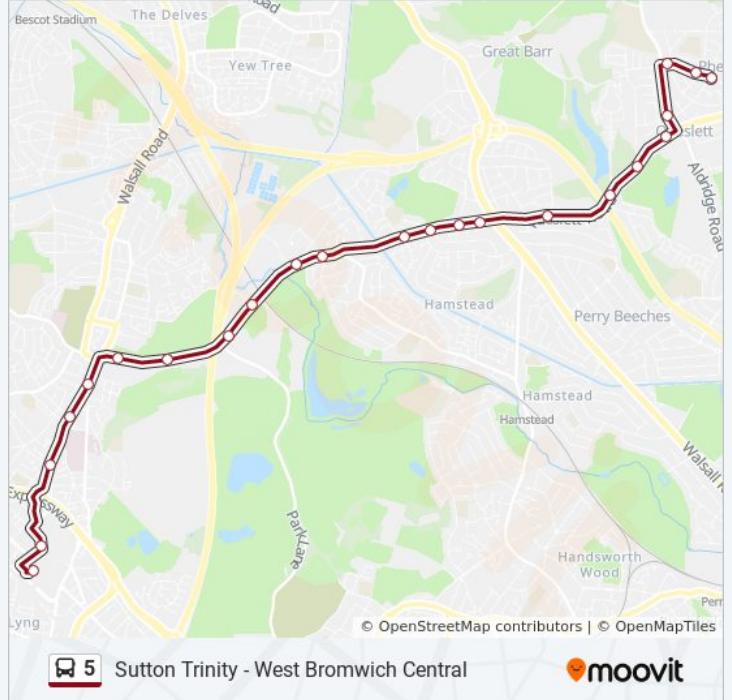 Bescot Stadium
The Delves
oad
Yew Tree
Great Barr
Phe
Walsall Road
Aldridge Road
Hamstead
Perry Beeches
Hamstead
Hamstead
Walsall R
Expressway
Park Lane
Handsworth
Wood
Perr
Lyng
© OpenStreetMap contributors | © OpenMapTiles
5 Sutton Trinity - West Bromwich Central
moovit